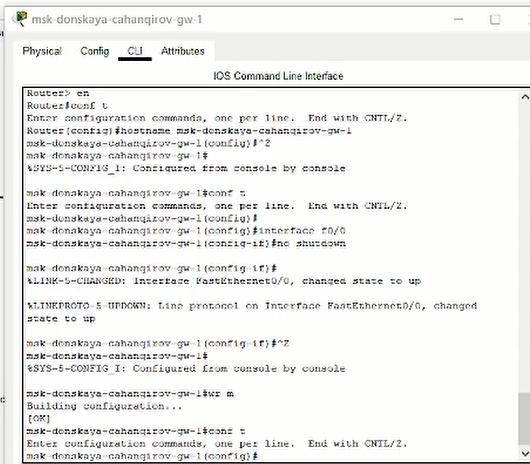 msk-donskaya-cahanqirov-gw-1
Physical Config CLI Attributes
IOS Command Line Interface
Router> en
Router#conf t
Enter configuration commands, one per line. End with CNTL/Z.
Router(config)#hostname msk-donskaya-cahanqirov-gw-1
msk-donskaya-cahanqirov-gw-1(config)#^Z
msk-donskaya-cahanqirov-gw-1#
%SYS-5-CONFIG_I: Configured from console by console
msk-donskaya-cahanqirov-gw-1#conf t
Enter configuration commands, one per line. End with CNTL/Z.
msk-donskaya-cahanqirov-gw-1(config)#
msk-donskaya-cahanqirov-gw-1(config)#interface f0/0
msk-donskaya-cahanqirov-gw-1(config-if)#no shutdown
msk-donskaya-cahanqirov-gw-1(config-if)#
%LINK-5-CHANGED: Interface FastEthernet0/0, changed state to up
%LINEPROTO-5-UPDOWN: Line protocol on Interface FastEthernet0/0, changed
state to up
msk-donskaya-cahanqirov-gw-1(config-if)#^Z
msk-donskaya-cahanqirov-gw-1#
%SYS-5-CONFIG_I: Configured from console by console
msk-donskaya-cahanqirov-gw-1#wr m
Building configuration...
[OK]
msk-donskaya-cahanqirov-gw-1#conf t
Enter configuration commands, one per line. End with CNTL/Z.
msk-donskaya-cahanqirov-gw-1(config)#